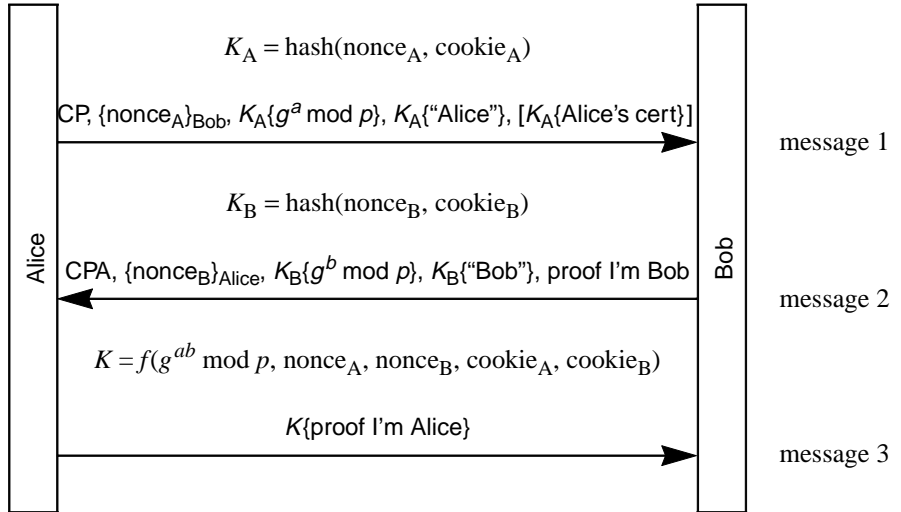 K_A = hash(nonce_A, cookie_A)
CP, {nonce_A}_Bob, K_A{g^a mod p}, K_A{“Alice”}, [K_A{Alice’s cert}]
message 1
K_B = hash(nonce_B, cookie_B)
Alice
Bob
CPA, {nonce_B}_Alice, K_B{g^b mod p}, K_B{“Bob”}, proof I’m Bob
message 2
K = f(g^ab mod p, nonce_A, nonce_B, cookie_A, cookie_B)
K{proof I’m Alice}
message 3